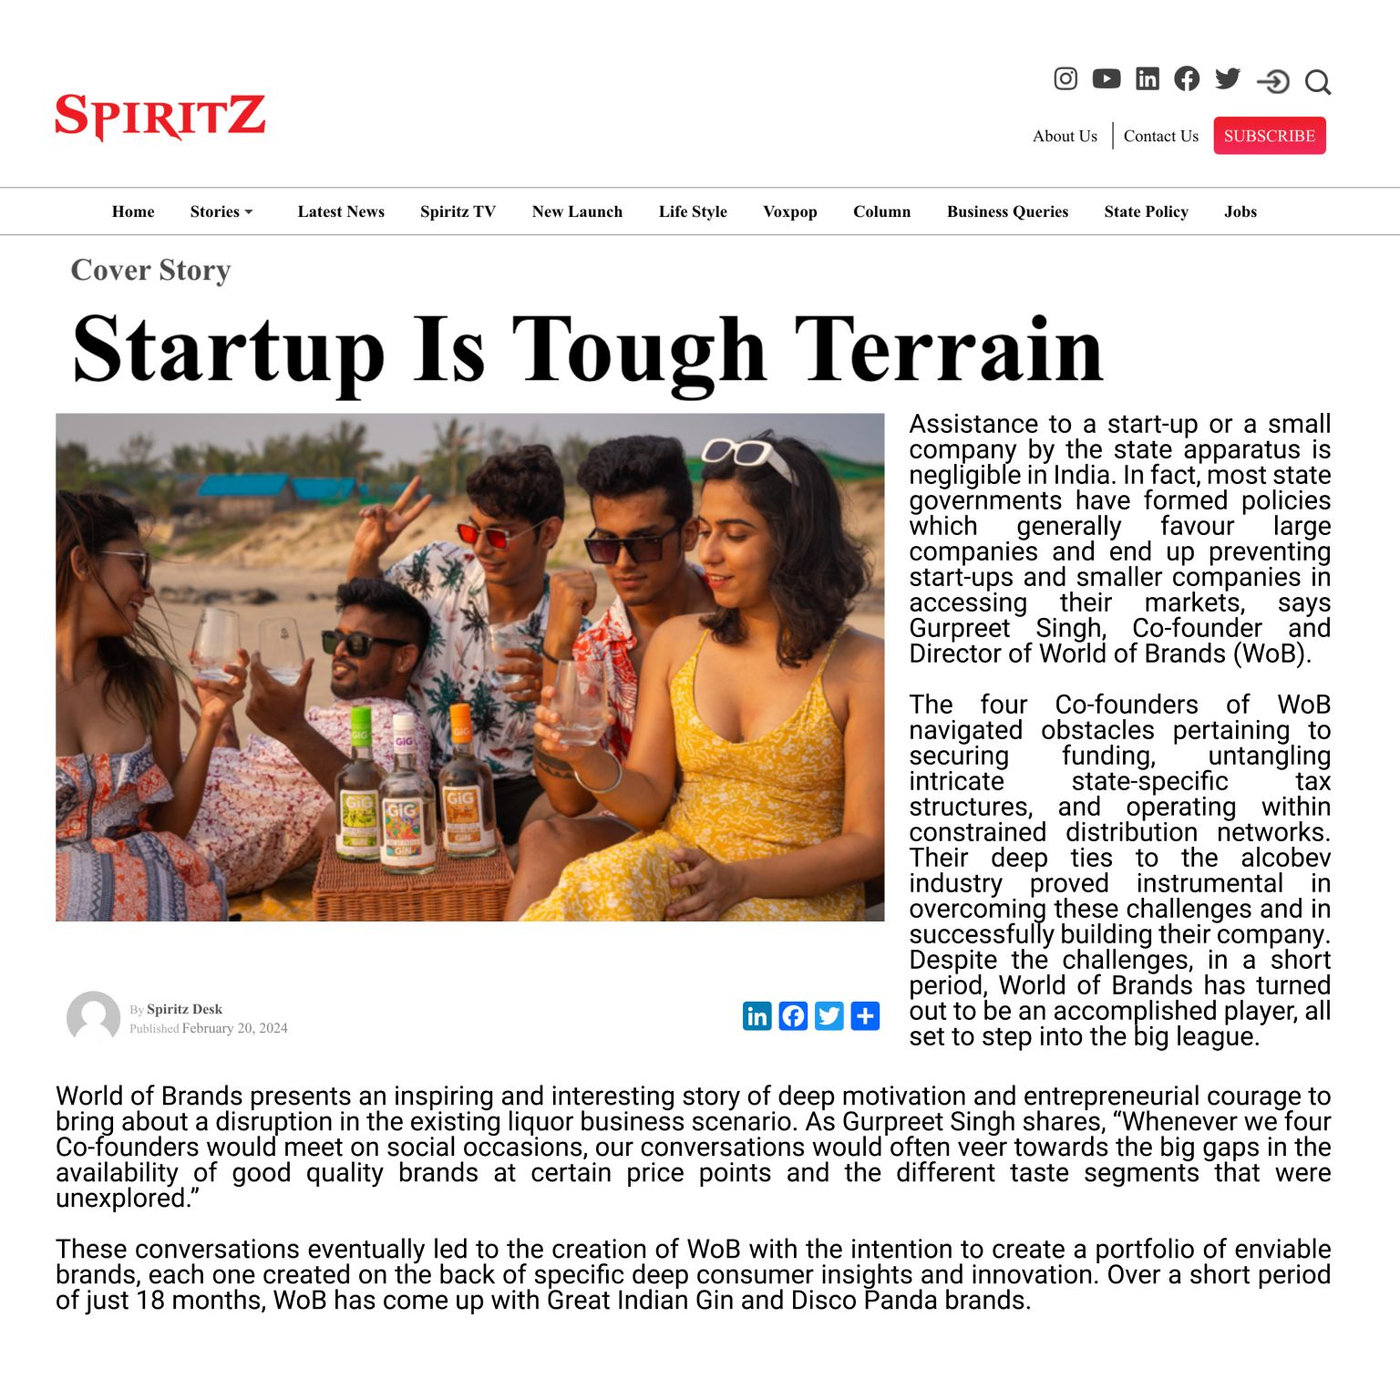 SPIRITZ
About Us
Contact Us
SUBSCRIBE
Home
Stories
Latest News
Spiritz TV
New Launch
Life Style
Voxpop
Column
Business Queries
State Policy
Jobs
Cover Story
Startup Is Tough Terrain
GiG
GiG
GiG
GiG
GiG
GiG
GIN
GIN
By Spiritz Desk
Published February 20, 2024
Assistance to a start-up or a small
company by the state apparatus is
negligible in India. In fact, most state
governments have formed policies
which generally favour large
companies and end up preventing
start-ups and smaller companies in
accessing their markets, says
Gurpreet Singh, Co-founder and
Director of World of Brands (WoB).
The four Co-founders of WoB
navigated obstacles pertaining to
securing funding, untangling
intricate state-specific tax
structures, and operating within
constrained distribution networks.
Their deep ties to the alcobev
industry proved instrumental in
overcoming these challenges and in
successfully building their company.
Despite the challenges, in a short
period, World of Brands has turned
out to be an accomplished player, all
set to step into the big league.
World of Brands presents an inspiring and interesting story of deep motivation and entrepreneurial courage to
bring about a disruption in the existing liquor business scenario. As Gurpreet Singh shares, “Whenever we four
Co-founders would meet on social occasions, our conversations would often veer towards the big gaps in the
availability of good quality brands at certain price points and the different taste segments that were
unexplored.”
These conversations eventually led to the creation of WoB with the intention to create a portfolio of enviable
brands, each one created on the back of specific deep consumer insights and innovation. Over a short period
of just 18 months, WoB has come up with Great Indian Gin and Disco Panda brands.